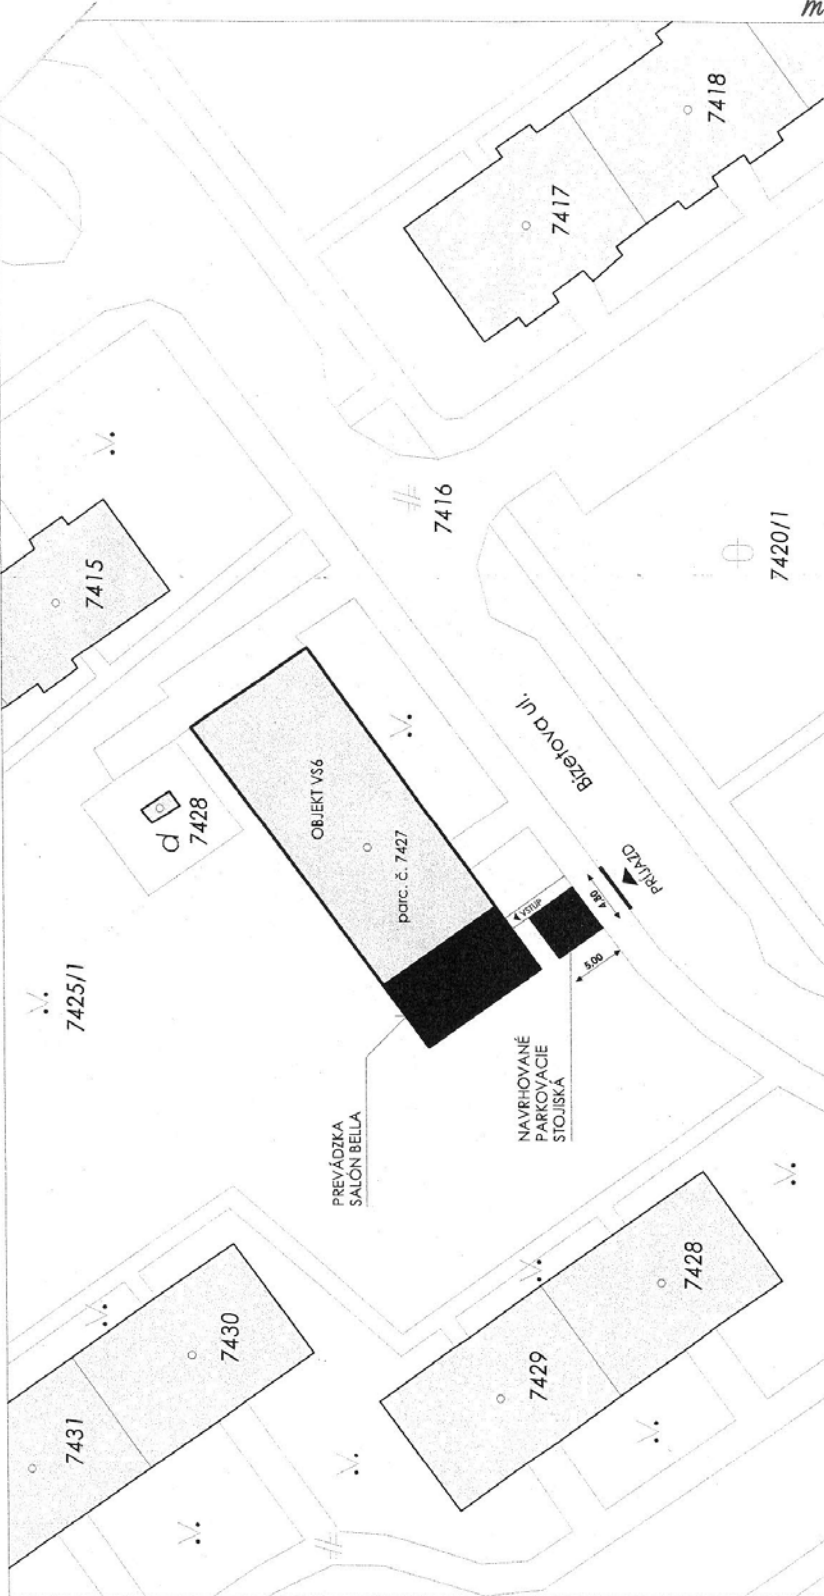 m
7418
7417
7415
7416
7420/1
OBJEKT VS6
parc. č. 7427
d
7428
Bizetova ul.
PRÍJAZD
4,80
VSTUP
5,00
7425/1
PREVÁDZKA
SALÓN BELLA
NAVRHOVANÉ
PARKOVACIE
STOJISKÁ
7431
7430
7429
7428